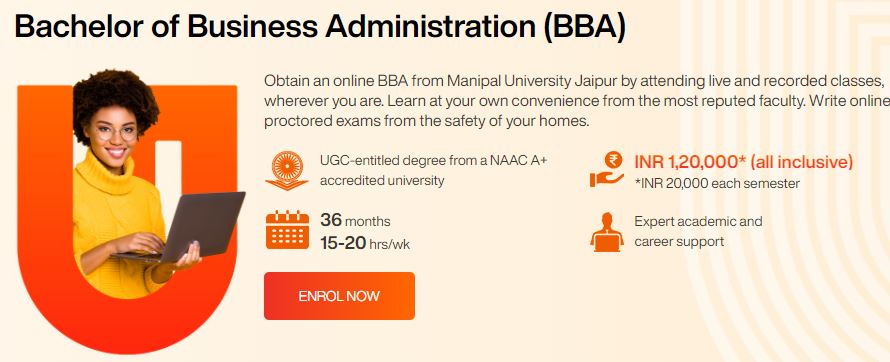 Bachelor of Business Administration (BBA)
Obtain an online BBA from Manipal University Jaipur by attending live and recorded classes,
wherever you are. Learn at your own convenience from the most reputed faculty. Write online
proctored exams from the safety of your homes.
UGC-entitled degree from a NAAC A+
accredited university
INR 1,20,000* (all inclusive)
*INR 20,000 each semester
36 months
15-20 hrs/wk
Expert academic and
career support
ENROL NOW